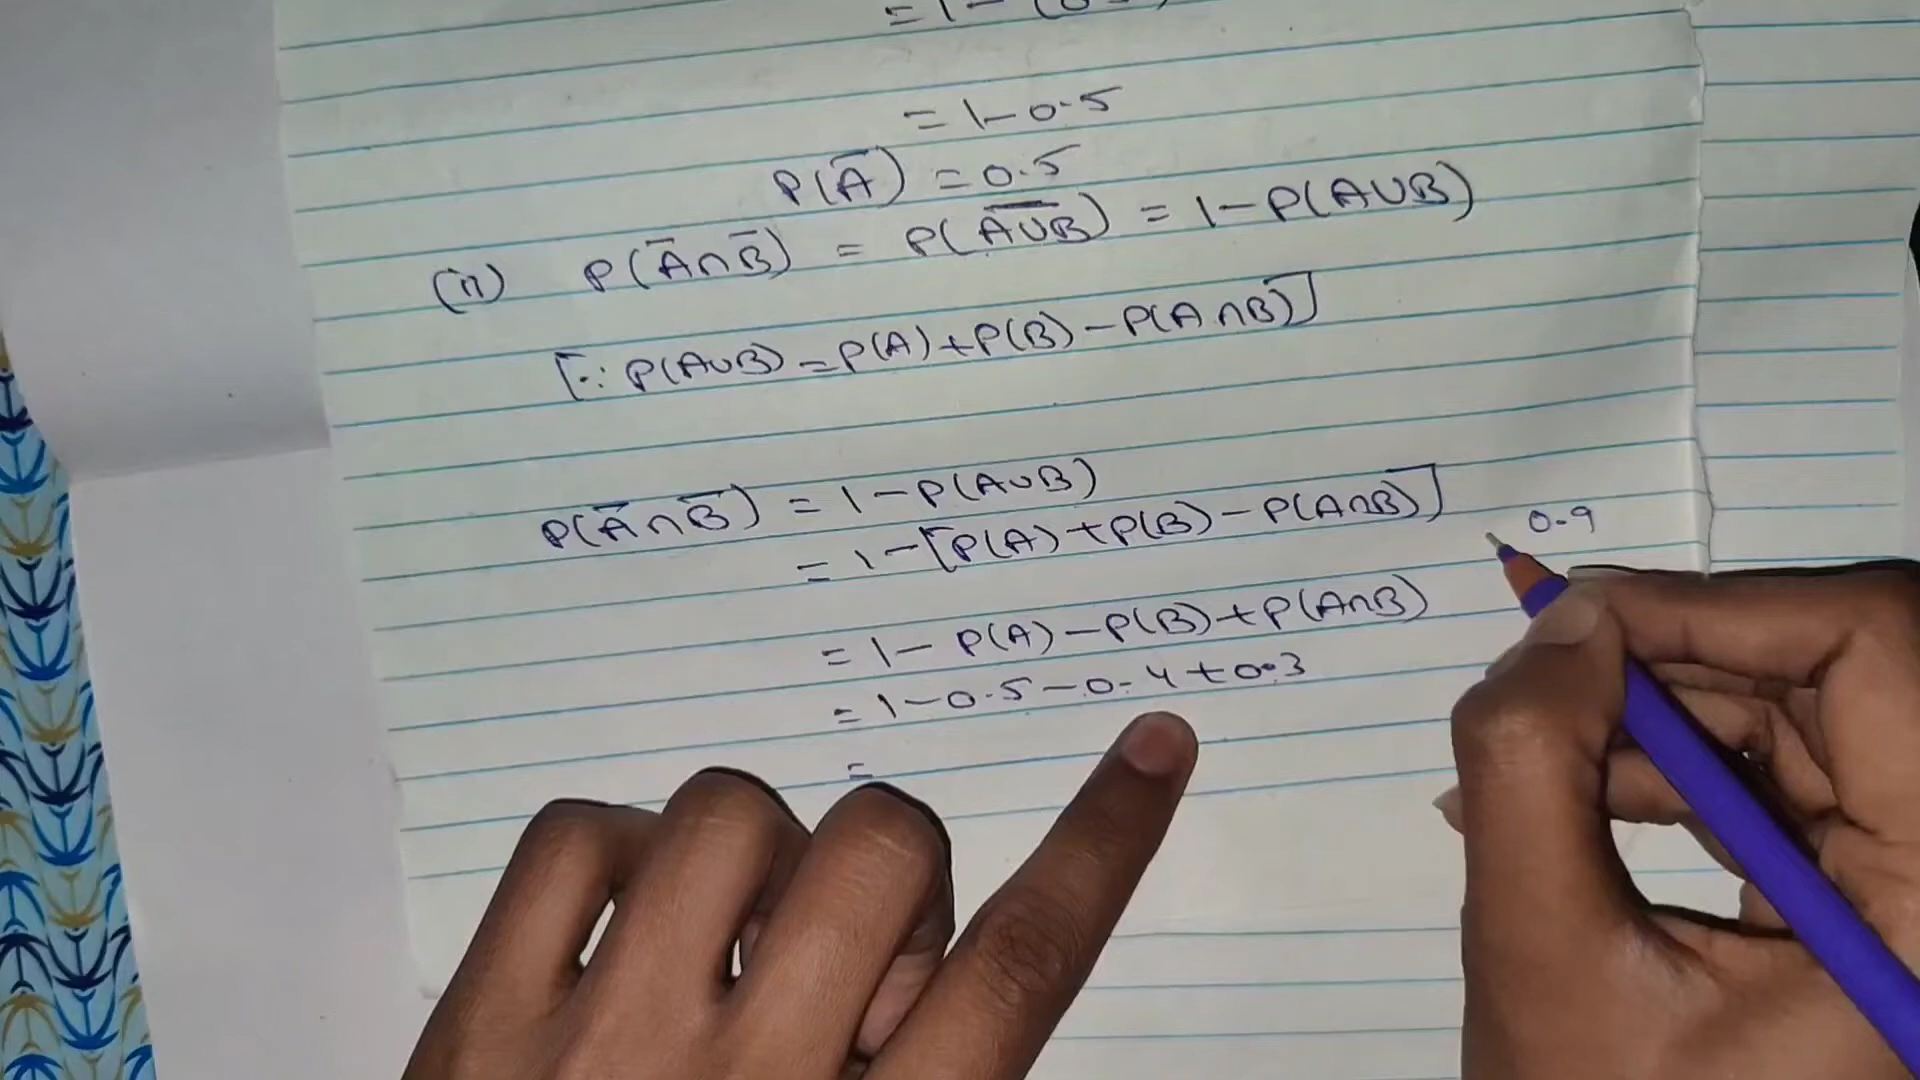 = 1 - 0.5
P(A̅) = 0.5
(ii) P(A̅∩B̅) = P(A̅∪̅B̅) = 1-P(A∪B)
[∵ P(A∪B) = P(A)+P(B)-P(A∩B)]
P(A̅∩B̅) = 1-P(A∪B)
= 1-[P(A)+P(B)-P(A∩B)]
0.9
= 1-P(A)-P(B)+P(A∩B)
= 1-0.5-0.4+0.3
=